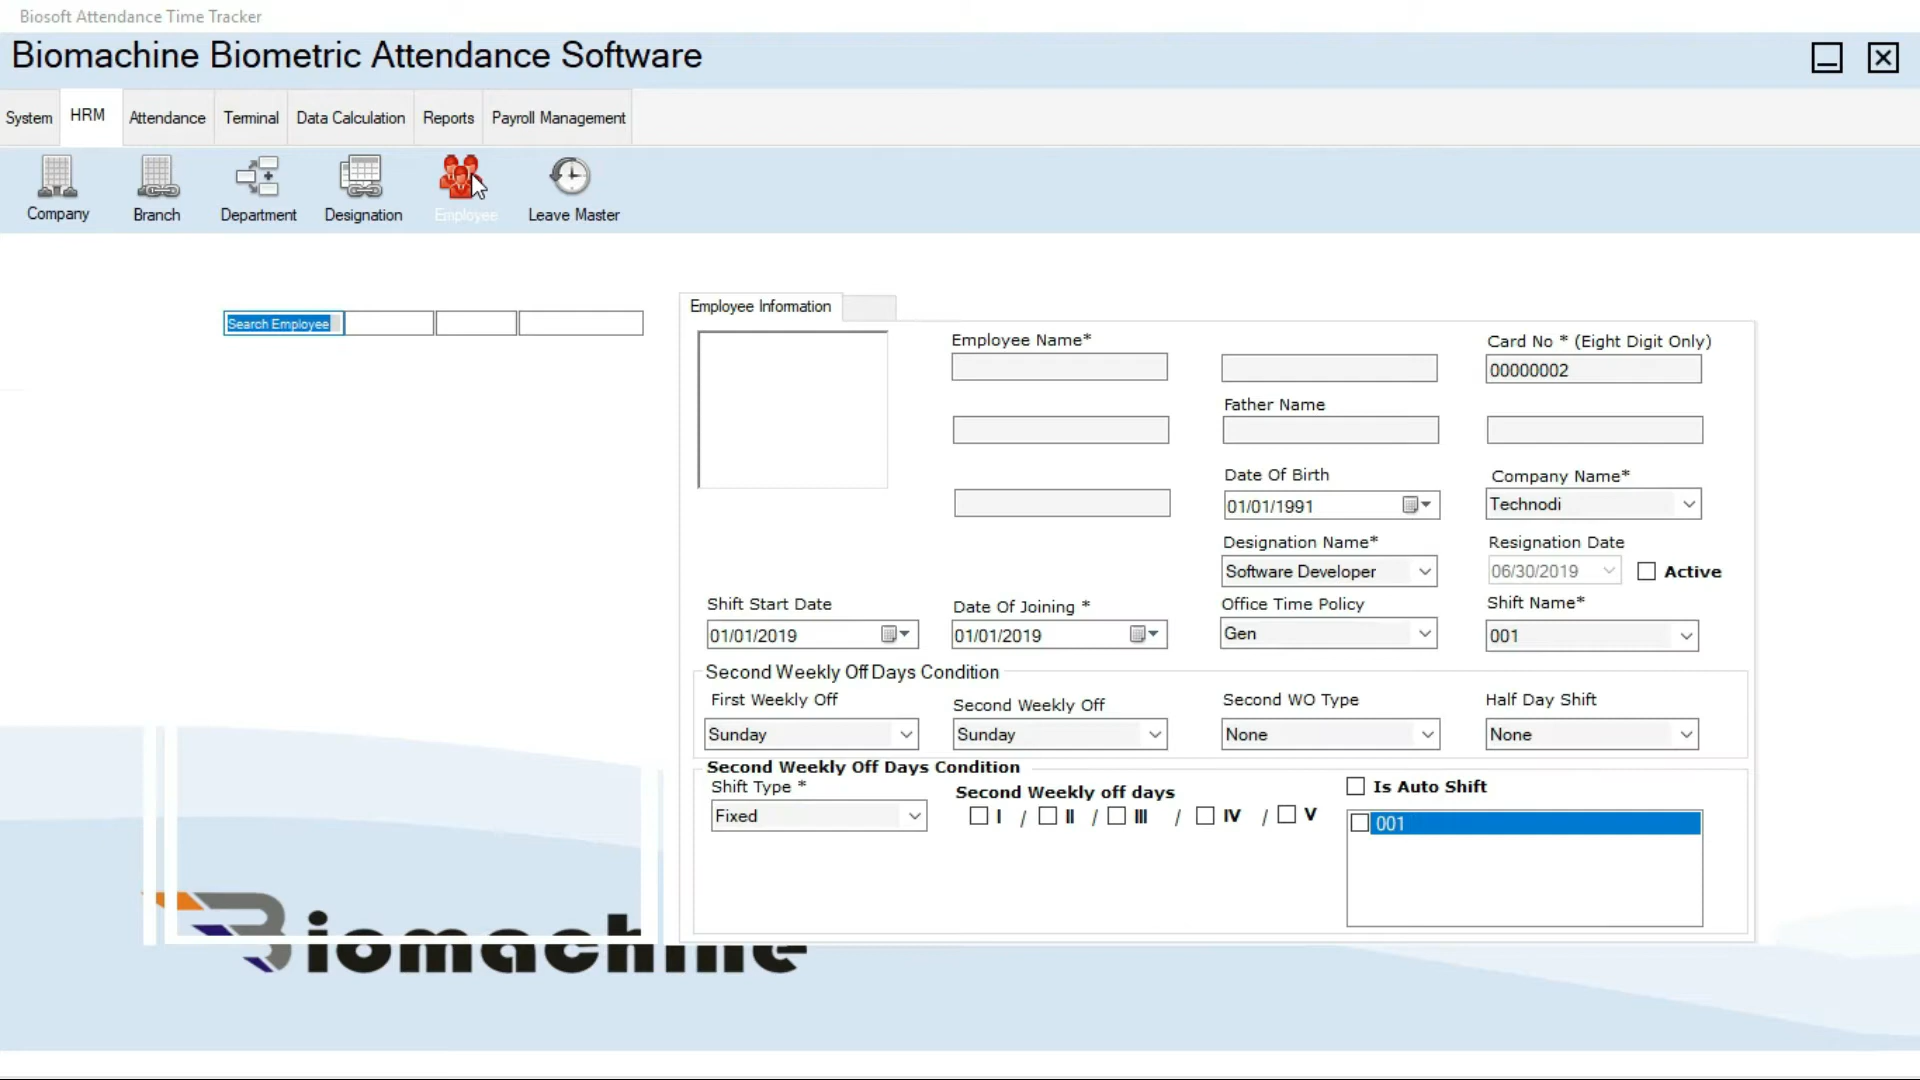 Biosoft Attendance Time Tracker
Biomachine Biometric Attendance Software
System HRM Attendance Terminal Data Calculation Reports Payroll Management
Company Branch Department Designation Employee Leave Master
Search Employee
Employee Information
Employee Name*
Card No * (Eight Digit Only)
00000002
Father Name
Date Of Birth
Company Name*
01/01/1991
Technodi
Designation Name*
Resignation Date
Software Developer
06/30/2019
Active
Shift Start Date
Date Of Joining *
Office Time Policy
Shift Name*
01/01/2019
01/01/2019
Gen
001
Second Weekly Off Days Condition
First Weekly Off
Second Weekly Off
Second WO Type
Half Day Shift
Sunday
Sunday
None
None
Second Weekly Off Days Condition
Shift Type *
Second Weekly off days
Is Auto Shift
Fixed
I / II / III / IV / V
001
Biomachine